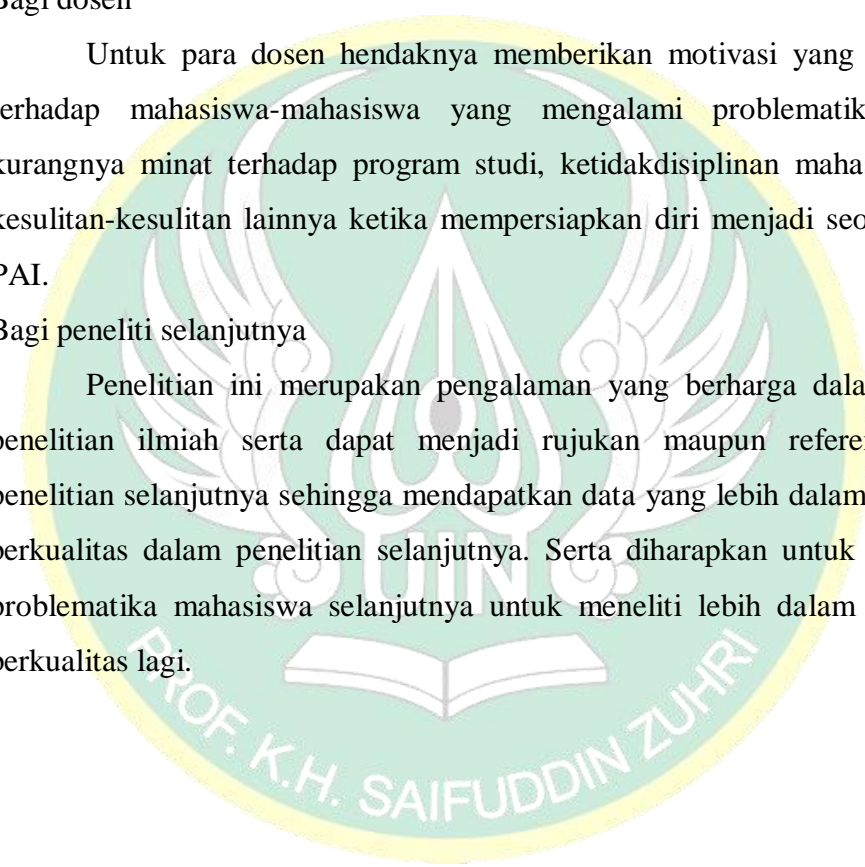 Bagi dosen
Untuk para dosen hendaknya memberikan motivasi yang
terhadap mahasiswa-mahasiswa yang mengalami
kurangnya minat terhadap program studi, ketidakdisiplinan maha
kesulitan-kesulitan lainnya ketika mempersiapkan diri menjadi seo
PAI.
Bagi peneliti selanjutnya
Penelitian ini merupakan pengalaman yang berharga dala
penelitian ilmiah serta dapat menjadi rujukan maupun refere
penelitian selanjutnya sehingga mendapatkan data yang lebih dalam
berkualitas dalam penelitian selanjutnya. Serta diharapkan untuk
problematika mahasiswa selanjutnya untuk meneliti lebih dalam
berkualitas lagi.
UIN
PROF. K.H. SAIFUDDIN ZUHRI